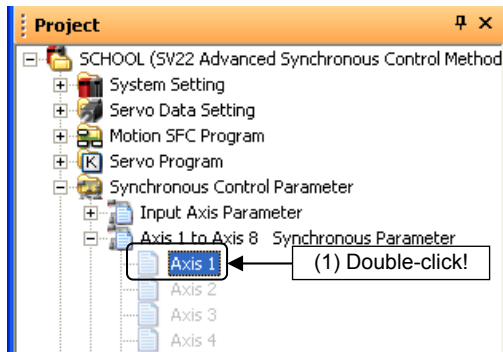 Project
SCHOOL (SV22 Advanced Synchronous Control Method
System Setting
Servo Data Setting
Motion SFC Program
K Servo Program
Synchronous Control Parameter
Input Axis Parameter
Axis 1 to Axis 8 Synchronous Parameter
Axis 1 (1) Double-click!
Axis 2
Axis 3
Axis 4